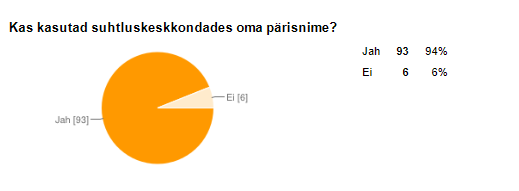 Kas kasutad suhtluskeskkondades oma pärisnime?
Jah 93 94%
Ei 6 6%
Ei [6]
Jah [93]